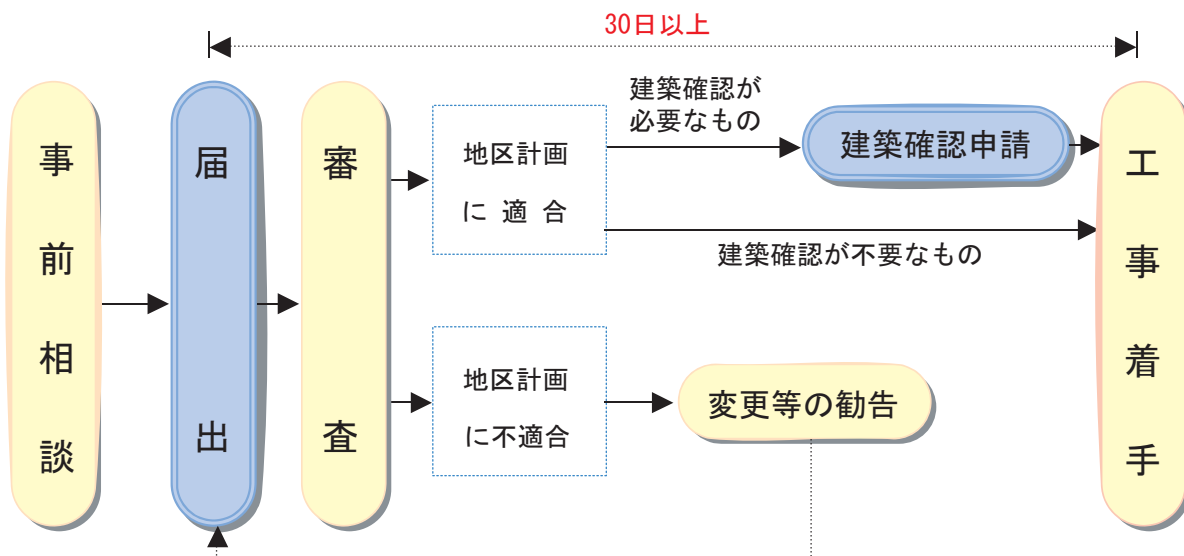 30日以上
事前相談
届出
審査
地区計画
に適合
建築確認が
必要なもの
建築確認申請
建築確認が不要なもの
地区計画
に不適合
変更等の勧告
工事着手